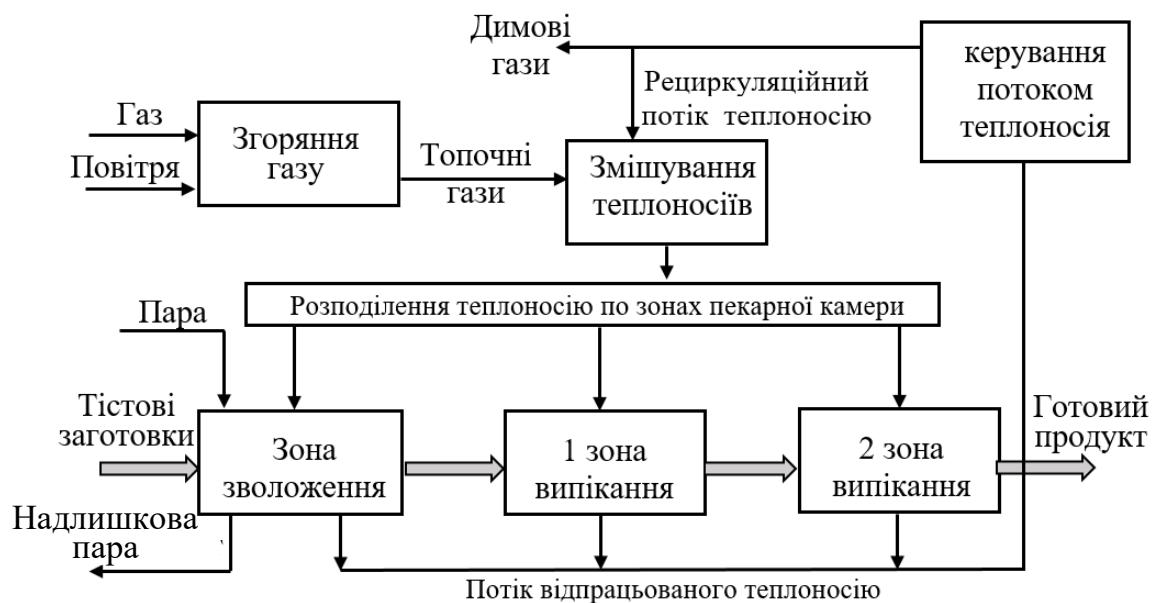 Димові
гази
керування
потоком
теплоносія
Рециркуляційний
потік теплоносію
Газ
Повітря
Згоряння
газу
Топочні
гази
Змішування
теплоносіїв
Розподілення теплоносію по зонах пекарної камери
Пара
Тістові
заготовки
Зона
зволоження
1 зона
випікання
2 зона
випікання
Готовий
продукт
Надлишкова
пара
Потік відпрацьованого теплоносію